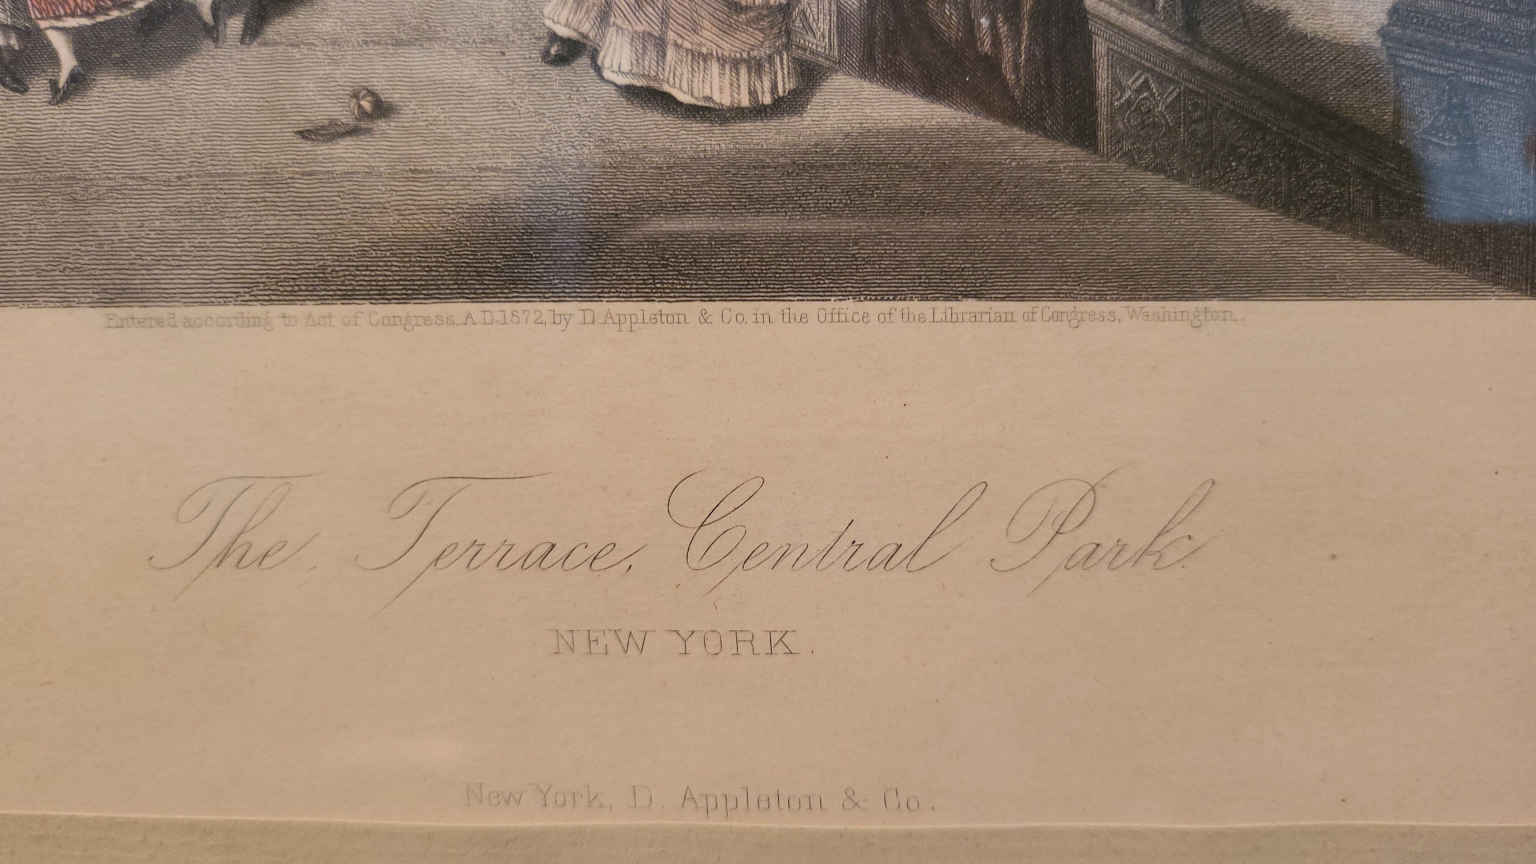 Entered according to Act of Congress, A.D. 1872, by D. Appleton & Co. in the Office of the Librarian of Congress, Washington.
The Terrace, Central Park.
NEW YORK.
New York, D. Appleton & Co.